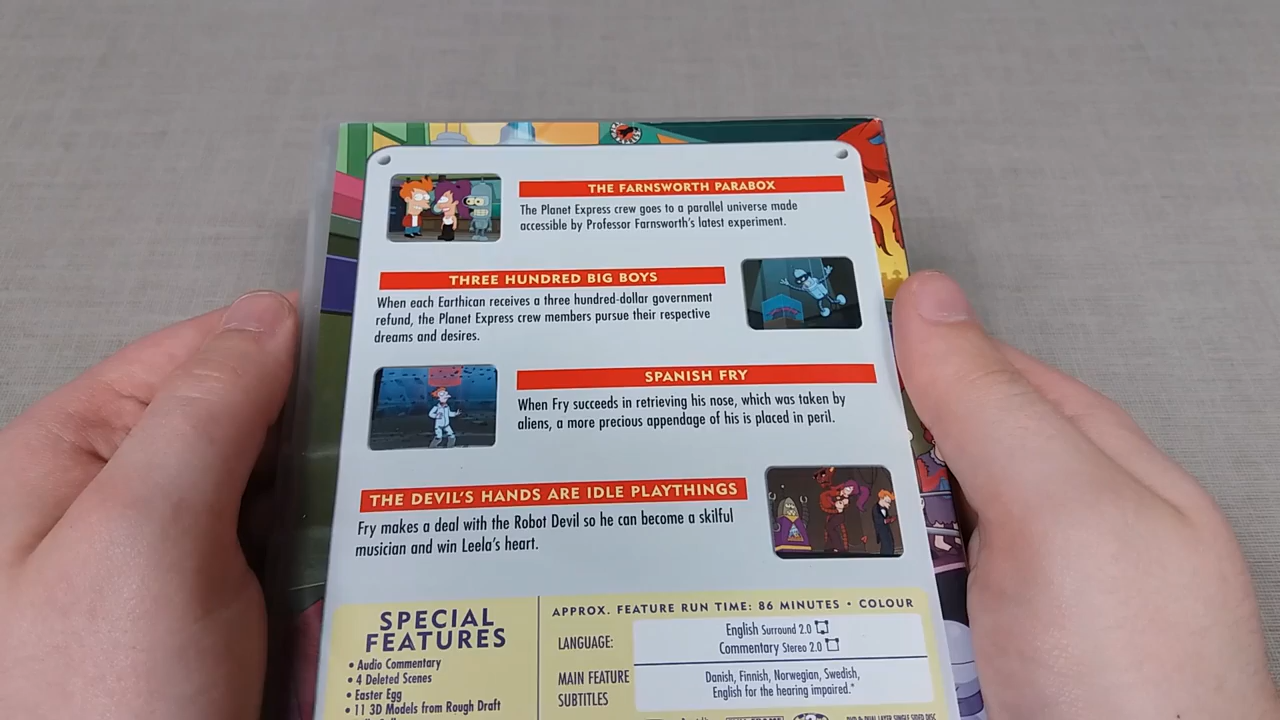 THE FARNSWORTH PARABOX
The Planet Express crew goes to a parallel universe made
accessible by Professor Farnsworth's latest experiment.
THREE HUNDRED BIG BOYS
When each Earthican receives a three hundred-dollar government
refund, the Planet Express crew members pursue their respective
dreams and desires.
SPANISH FRY
When Fry succeeds in retrieving his nose, which was taken by
aliens, a more precious appendage of his is placed in peril.
THE DEVIL'S HANDS ARE IDLE PLAYTHINGS
Fry makes a deal with the Robot Devil so he can become a skilful
musician and win Leela's heart.
SPECIAL
FEATURES
• Audio Commentary
• 4 Deleted Scenes
• Easter Egg
• 11 3D Models from Rough Draft
APPROX. FEATURE RUN TIME: 86 MINUTES • COLOUR
LANGUAGE:
English Surround 2.0
Commentary Stereo 2.0
MAIN FEATURE
SUBTITLES
Danish, Finnish, Norwegian, Swedish,
English for the hearing impaired.*